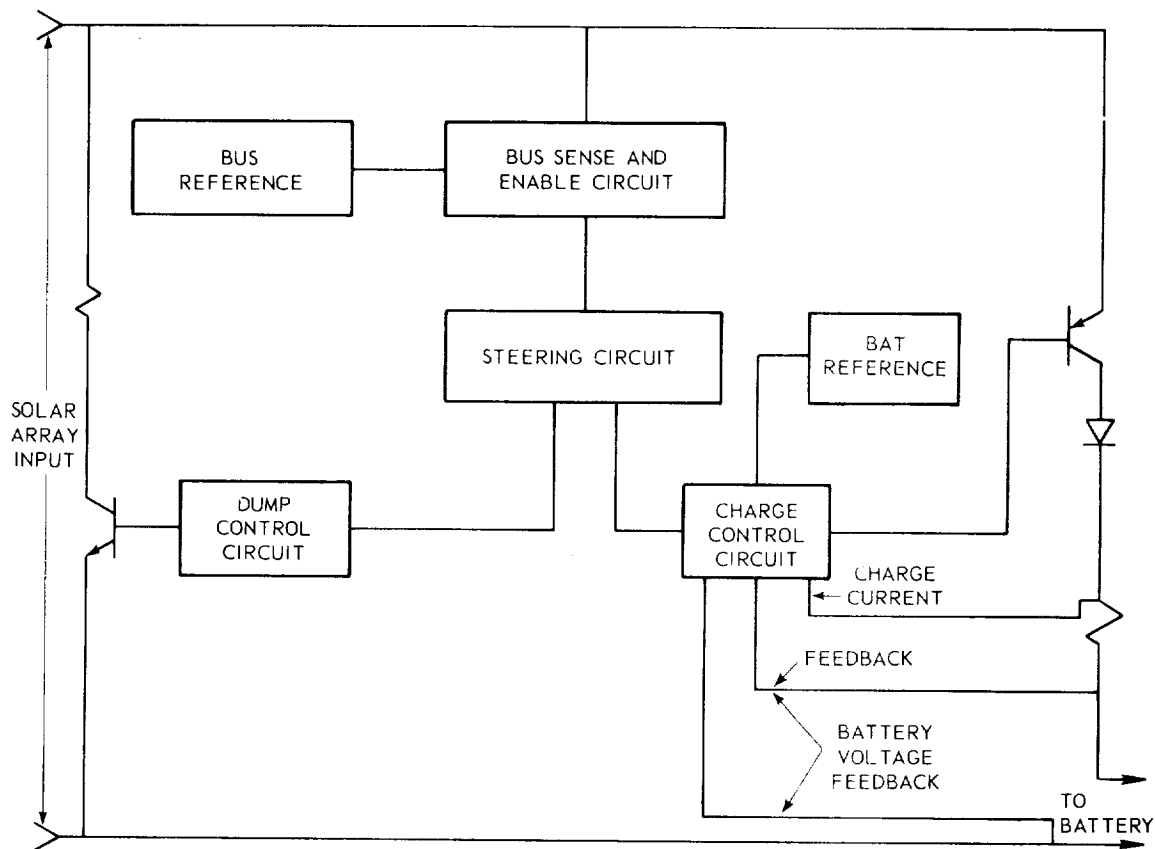 BUS
REFERENCE
BUS SENSE AND
ENABLE CIRCUIT
STEERING CIRCUIT
BAT
REFERENCE
SOLAR
ARRAY
INPUT
DUMP
CONTROL
CIRCUIT
CHARGE
CONTROL
CIRCUIT
CHARGE
CURRENT
FEEDBACK
BATTERY
VOLTAGE
FEEDBACK
TO
BATTERY